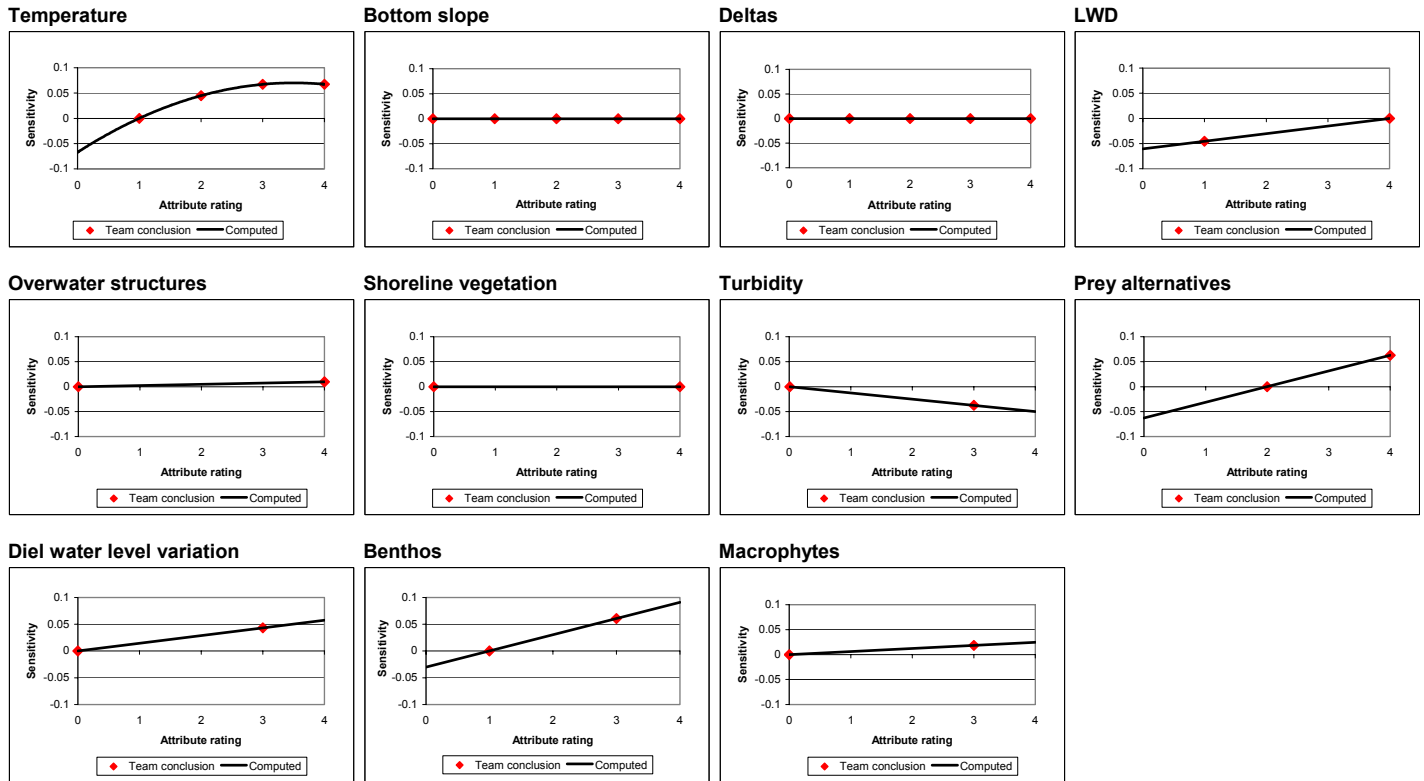 Temperature
0.1
0.05
0
-0.05
-0.1
Sensitivity
0 1 2 3 4
Attribute rating
Team conclusion Computed
Bottom slope
0.1
0.05
0
-0.05
-0.1
Sensitivity
0 1 2 3 4
Attribute rating
Team conclusion Computed
Deltas
0.1
0.05
0
-0.05
-0.1
Sensitivity
0 1 2 3 4
Attribute rating
Team conclusion Computed
LWD
0.1
0.05
0
-0.05
-0.1
Sensitivity
0 1 2 3 4
Attribute rating
Team conclusion Computed
Overwater structures
0.1
0.05
0
-0.05
-0.1
Sensitivity
0 1 2 3 4
Attribute rating
Team conclusion Computed
Shoreline vegetation
0.1
0.05
0
-0.05
-0.1
Sensitivity
0 1 2 3 4
Attribute rating
Team conclusion Computed
Turbidity
0.1
0.05
0
-0.05
-0.1
Sensitivity
0 1 2 3 4
Attribute rating
Team conclusion Computed
Prey alternatives
0.1
0.05
0
-0.05
-0.1
Sensitivity
0 1 2 3 4
Attribute rating
Team conclusion Computed
Diel water level variation
0.1
0.05
0
-0.05
-0.1
Sensitivity
0 1 2 3 4
Attribute rating
Team conclusion Computed
Benthos
0.1
0.05
0
-0.05
-0.1
Sensitivity
0 1 2 3 4
Attribute rating
Team conclusion Computed
Macrophytes
0.1
0.05
0
-0.05
-0.1
Sensitivity
0 1 2 3 4
Attribute rating
Team conclusion Computed